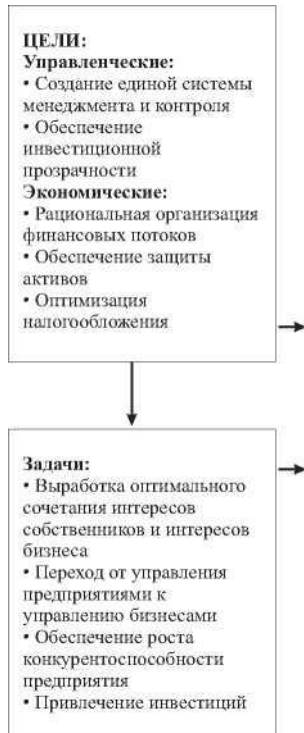 ЦЕЛИ:
Управленческие:
• Создание единой системы
менеджмента и контроля
• Обеспечение
инвестиционной
прозрачности
Экономические:
• Рациональная организация
финансовых потоков
• Обеспечение защиты
активов
• Оптимизация
налогообложения
Задачи:
• Выработка оптимального
сочетания интересов
собственников и интересов
бизнеса
• Переход от управления
предприятиями к
управлению бизнесами
• Обеспечение роста
конкурентоспособности
предприятия
• Привлечение инвестиций